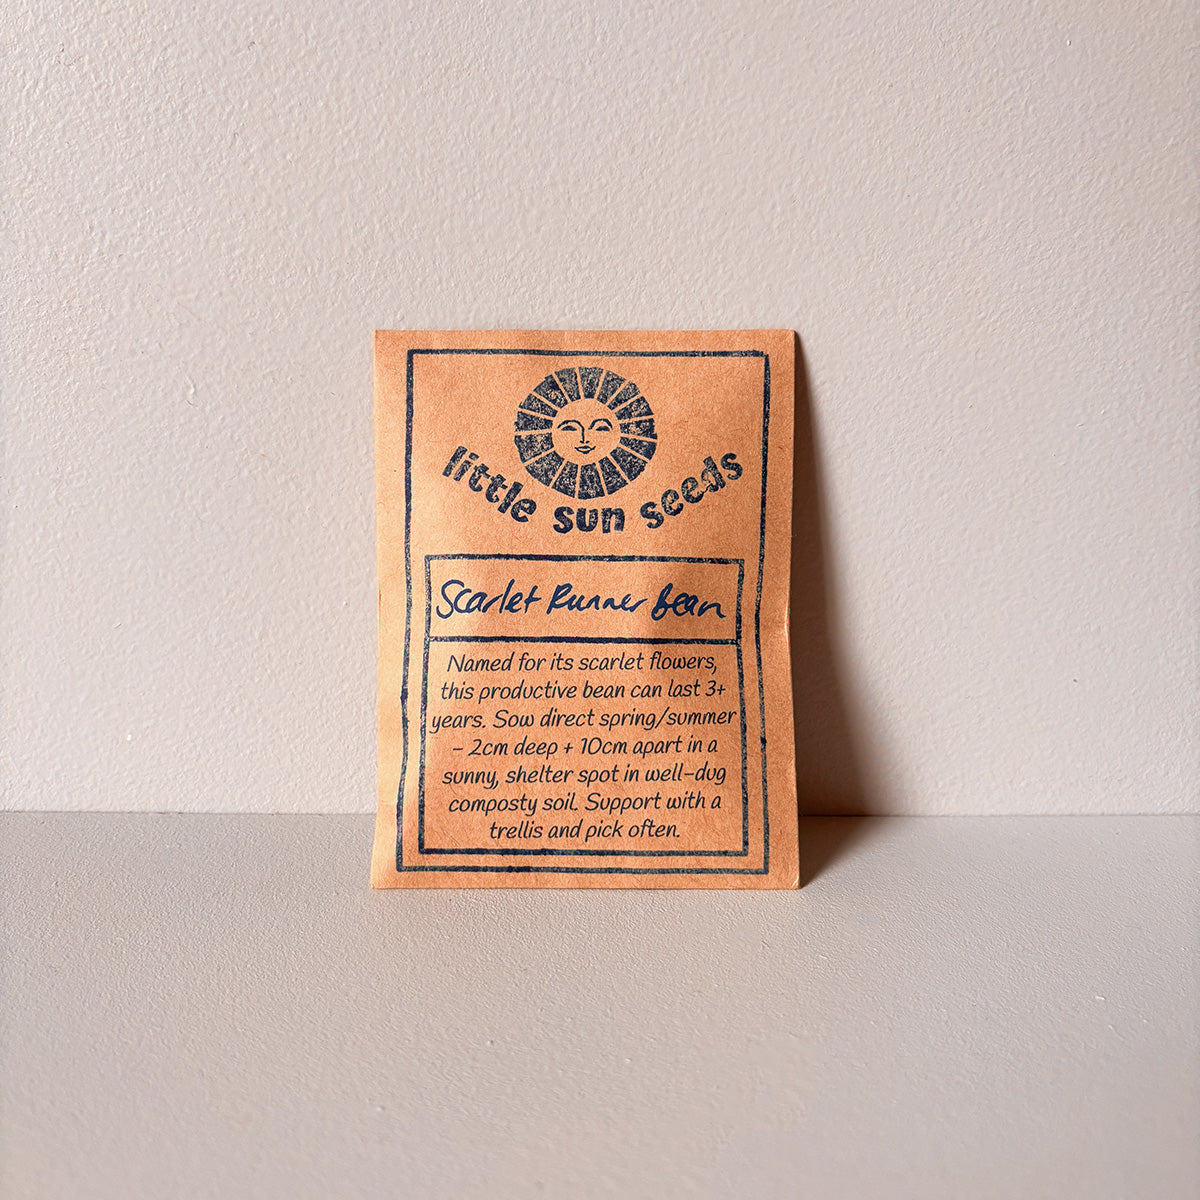 little sun seeds
Scarlet Runner Bean
Named for its scarlet flowers,
this productive bean can last 3+
years. Sow direct spring/summer
– 2cm deep + 10cm apart in a
sunny, shelter spot in well-dug
composty soil. Support with a
trellis and pick often.